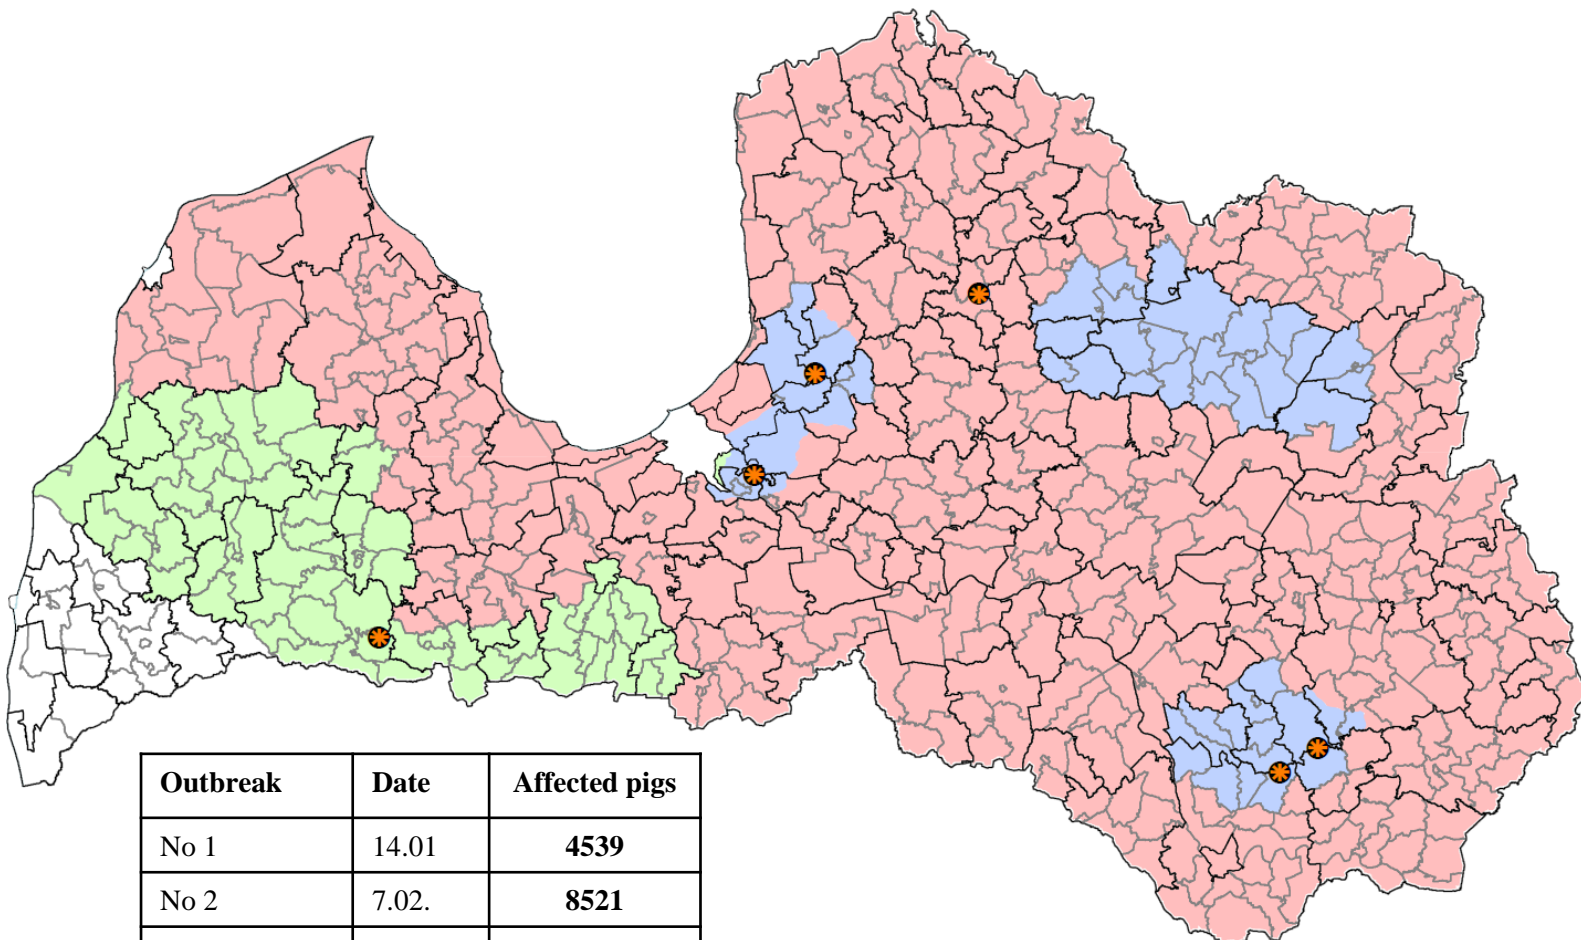 Outbreak Date Affected pigs
No 1 14.01 4539
No 2 7.02. 8521